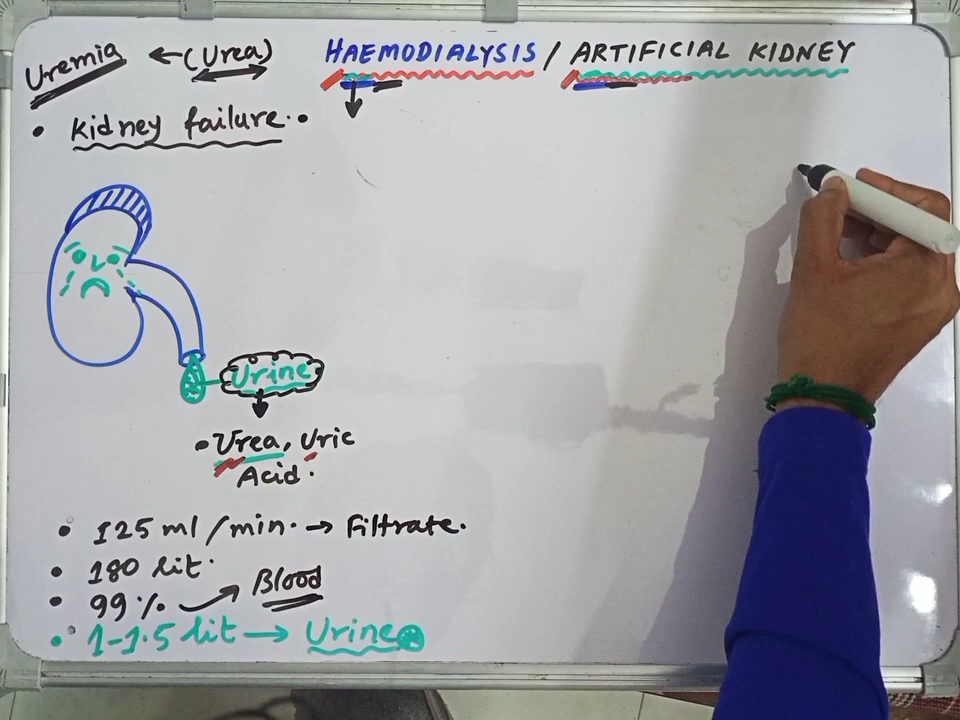 Uremia ← (Urea)
HAEMODIALYSIS / ARTIFICIAL KIDNEY
• Kidney failure.
Urine
• Urea, Uric
Acid.
• 125 ml / min. → Filtrate.
• 180 lit.
• 99 % → Blood
• 1-1.5 lit → Urine